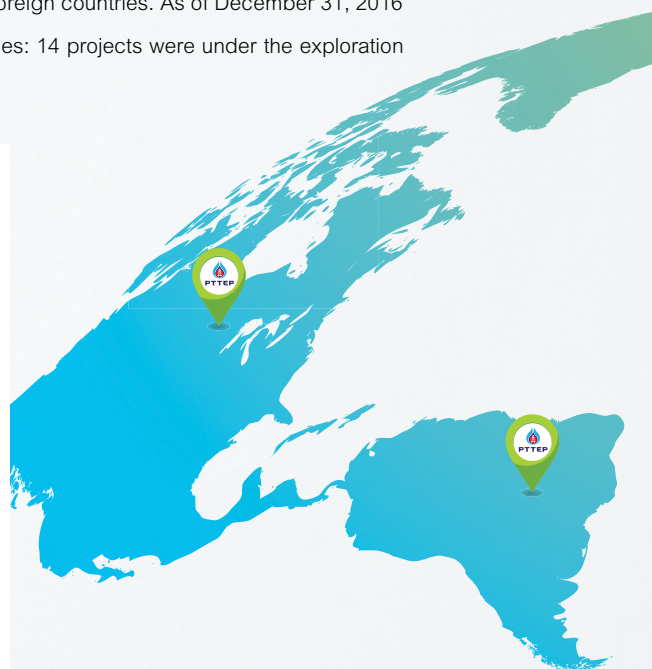 oreign countries. As of December 31, 2016
es: 14 projects were under the exploration
PTTEP
PTTEP